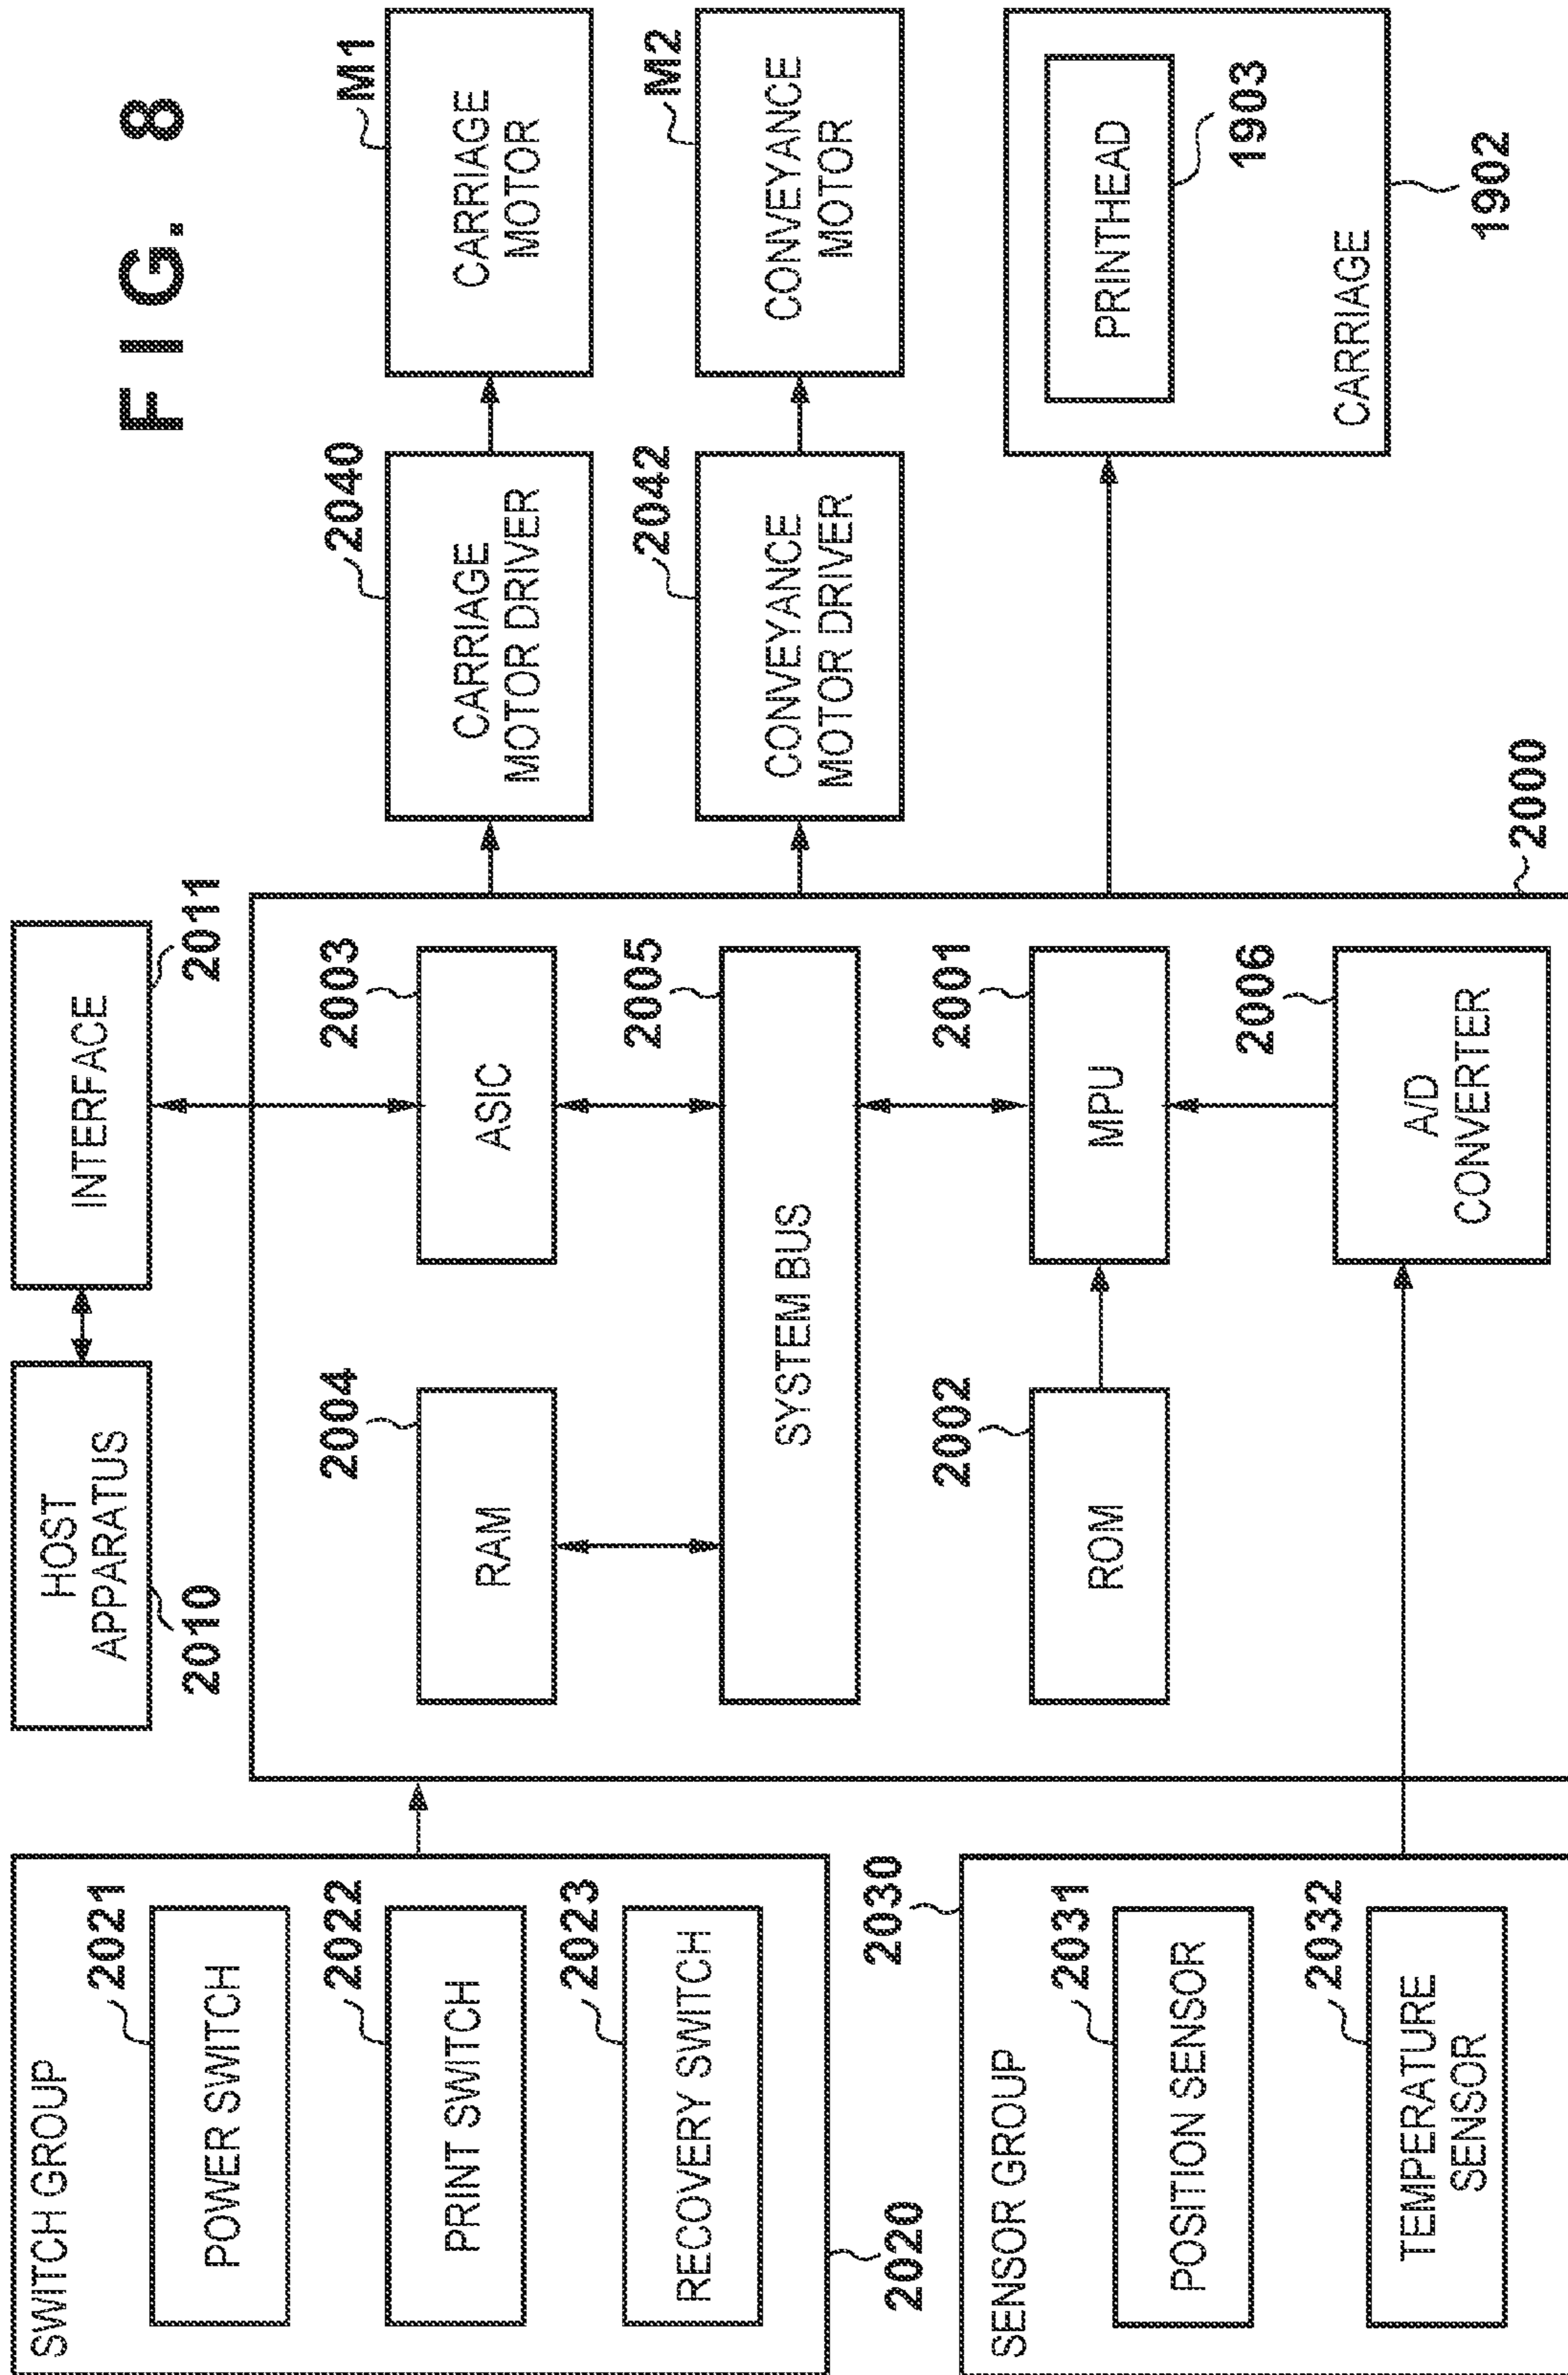 FIG. 8
HOST
APPARATUS
2010
INTERFACE
2011
SWITCH GROUP
POWER SWITCH
2021
PRINT SWITCH
2022
RECOVERY SWITCH
2023
2020
SENSOR GROUP
2030
POSITION SENSOR
2031
TEMPERATURE
SENSOR
2032
RAM
2004
ASIC
2003
SYSTEM BUS
2005
ROM
2002
MPU
2001
A/D
CONVERTER
2006
2000
CARRIAGE
MOTOR DRIVER
2040
CARRIAGE
MOTOR
M1
CONVEYANCE
MOTOR DRIVER
2042
CONVEYANCE
MOTOR
M2
PRINTHEAD
1903
CARRIAGE
1902